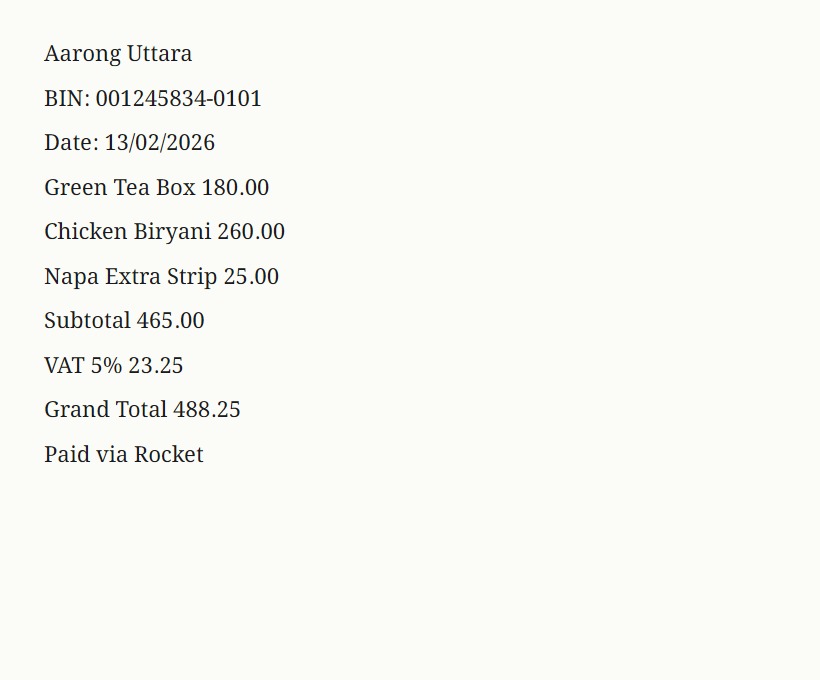 Aarong Uttara
BIN: 001245834-0101
Date: 13/02/2026
Green Tea Box 180.00
Chicken Biryani 260.00
Napa Extra Strip 25.00
Subtotal 465.00
VAT 5% 23.25
Grand Total 488.25
Paid via Rocket